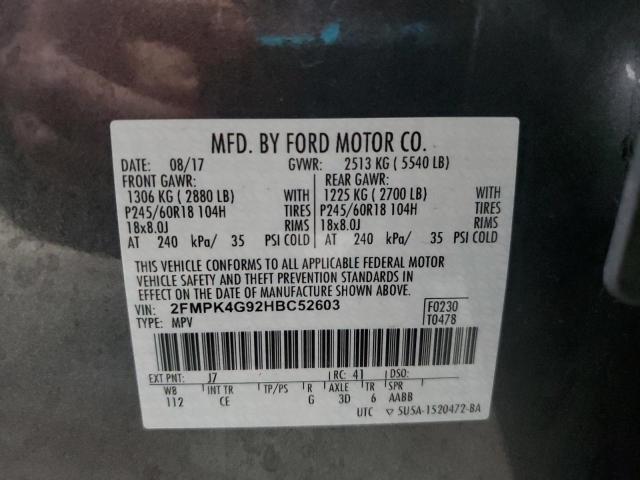 MFD. BY FORD MOTOR CO.
DATE: 08/17 GVWR: 2513 KG ( 5540 LB)
FRONT GAWR: REAR GAWR:
1306 KG ( 2880 LB) WITH 1225 KG ( 2700 LB) WITH
P245/60R18 104H TIRES P245/60R18 104H TIRES
18x8.0J RIMS 18x8.0J RIMS
AT 240 kPa/ 35 PSI COLD AT 240 kPa/ 35 PSI COLD
THIS VEHICLE CONFORMS TO ALL APPLICABLE FEDERAL MOTOR
VEHICLE SAFETY AND THEFT PREVENTION STANDARDS IN
EFFECT ON THE DATE OF MANUFACTURE SHOWN ABOVE.
VIN: 2FMPK4G92HBC52603 F0230
TYPE: MPV T0478
EXT PNT: J7 RC: 41 DSO:
WB INT TR TP/PS R AXLE TR SPR
112 CE G 3D 6 AABB
UTC ▽ 5U5A-1520472-BA